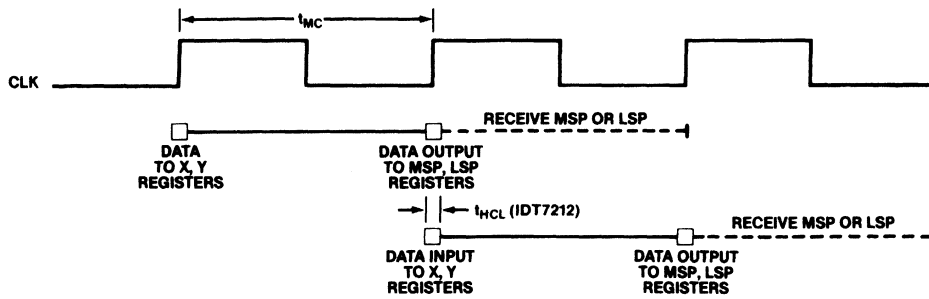 tMC
CLK
RECEIVE MSP OR LSP
DATA
TO X, Y
REGISTERS
DATA OUTPUT
TO MSP, LSP
REGISTERS
tHCL (IDT7212)
RECEIVE MSP OR LSP
DATA INPUT
TO X, Y
REGISTERS
DATA OUTPUT
TO MSP, LSP
REGISTERS